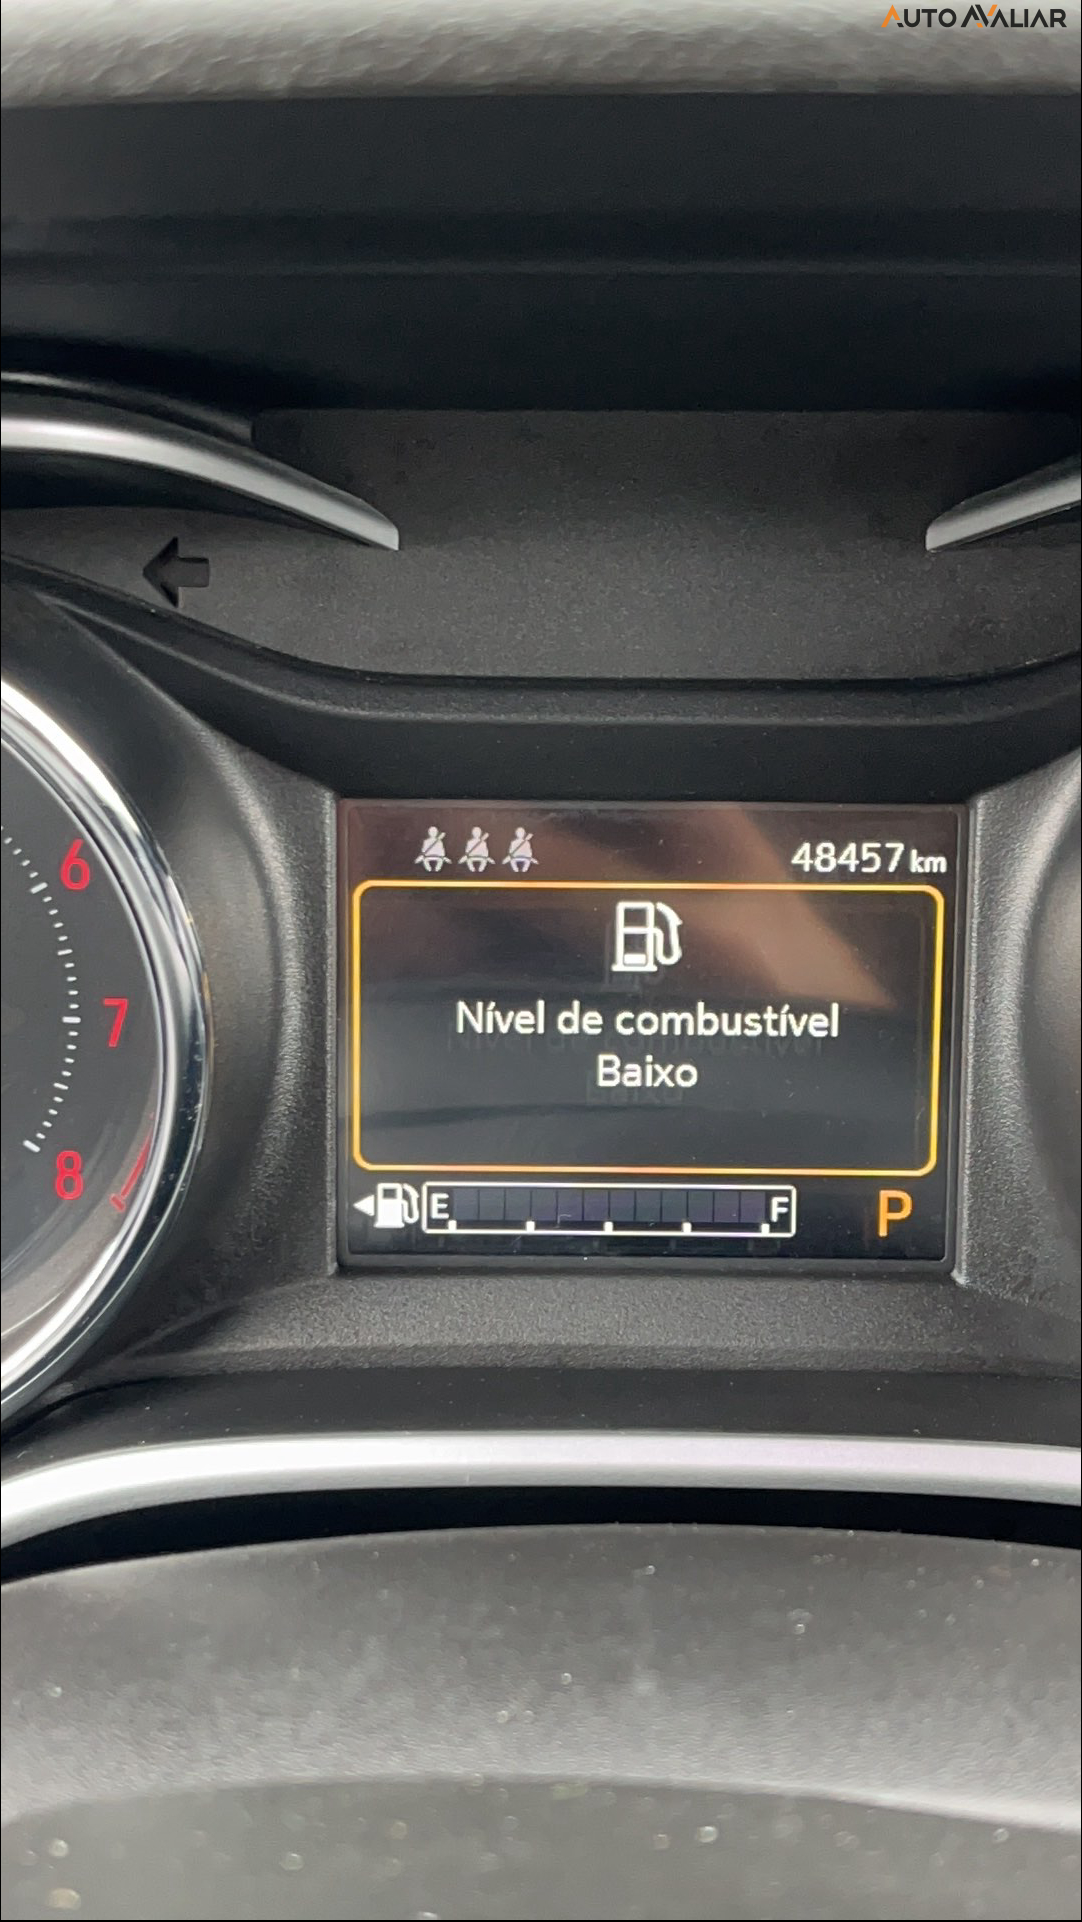 AUTO AVALIAR
48457 km
Nível de combustível
Baixo
E F P
6
7
8